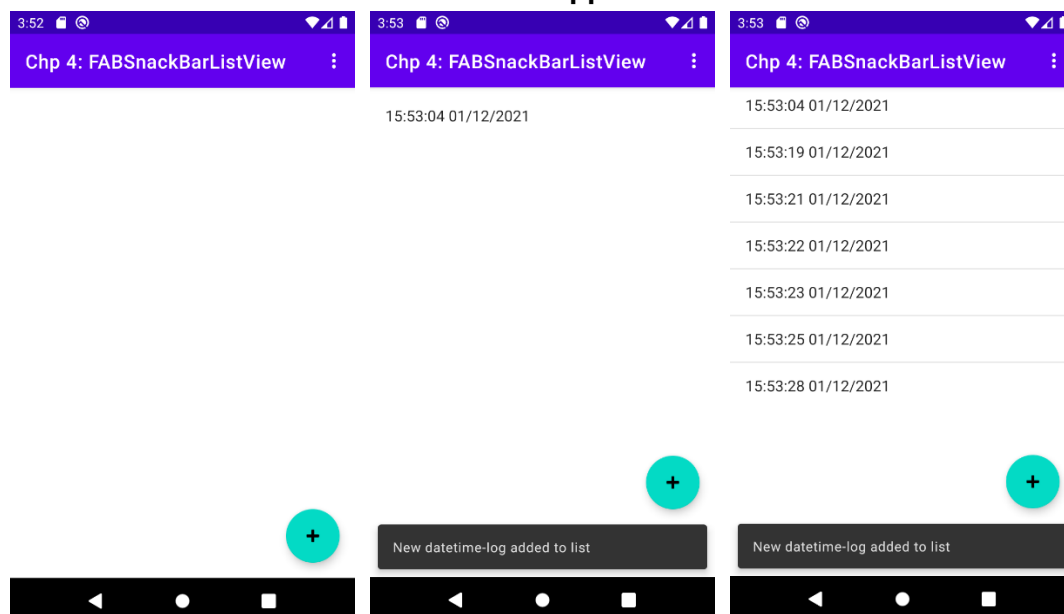 pp
3:52
Chp 4: FABSnackBarListView
+
3:53
Chp 4: FABSnackBarListView
15:53:04 01/12/2021
+
New datetime-log added to list
3:53
Chp 4: FABSnackBarListView
15:53:04 01/12/2021
15:53:19 01/12/2021
15:53:21 01/12/2021
15:53:22 01/12/2021
15:53:23 01/12/2021
15:53:25 01/12/2021
15:53:28 01/12/2021
+
New datetime-log added to list